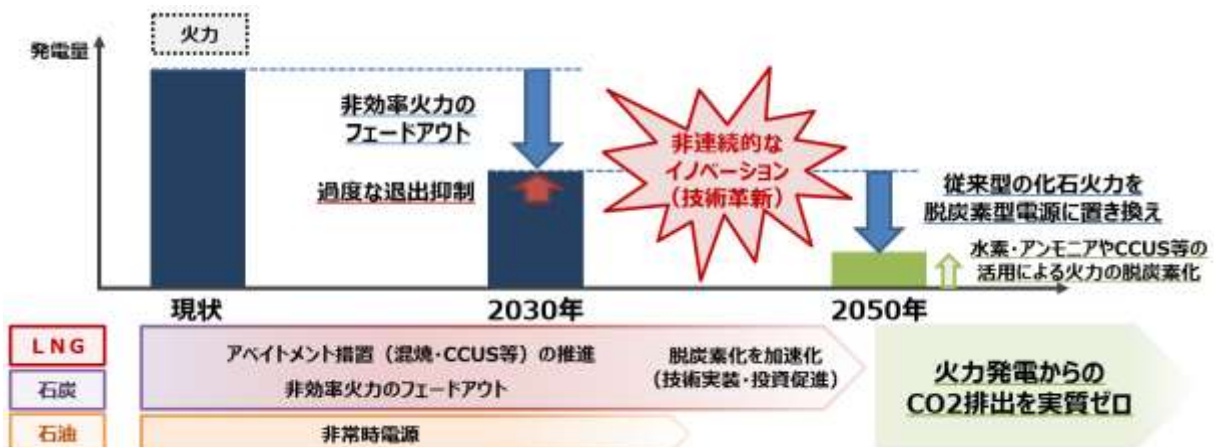 火力
発電量
非効率火力の
フェードアウト
過度な退出抑制
非連続的な
イノベーション
(技術革新)
従来型の化石火力を
脱炭素型電源に置き換え
水素・アンモニアやCCUS等の
活用による火力の脱炭素化
現状
2030年
2050年
LNG
石炭
石油
アベイトメント措置(混焼・CCUS等)の推進
非効率火力のフェードアウト
脱炭素化を加速化
(技術実装・投資促進)
非常時電源
火力発電からの
CO2排出を実質ゼロ